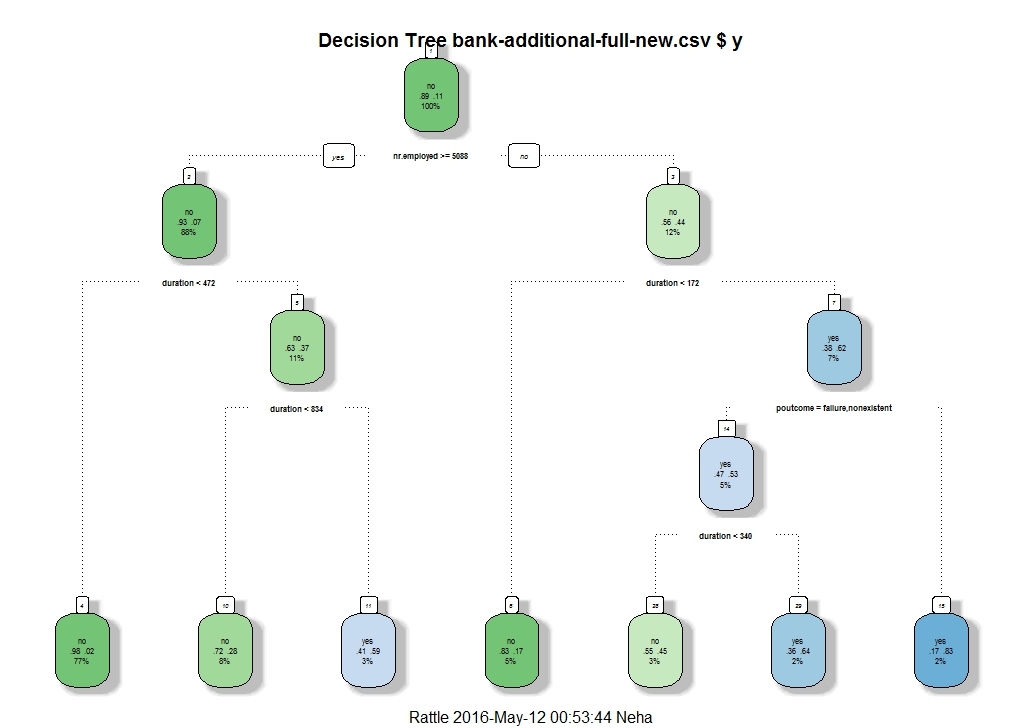 Decision Tree bank-additional-full-new.csv $ y
1
no
.89 .11
100%
yes nr.employed >= 5088 no
2 3
no no
.93 .07 .56 .44
88% 12%
duration < 472 duration < 172
5 7
no yes
.63 .37 .38 .62
11% 7%
duration < 834 poutcome = failure,nonexistent
14
yes
.47 .53
5%
duration < 340
4 10 11 6 28 29 15
no no yes no no yes yes
.98 .02 .72 .28 .41 .59 .83 .17 .55 .45 .36 .64 .17 .83
77% 8% 3% 5% 3% 2% 2%
Rattle 2016-May-12 00:53:44 Neha